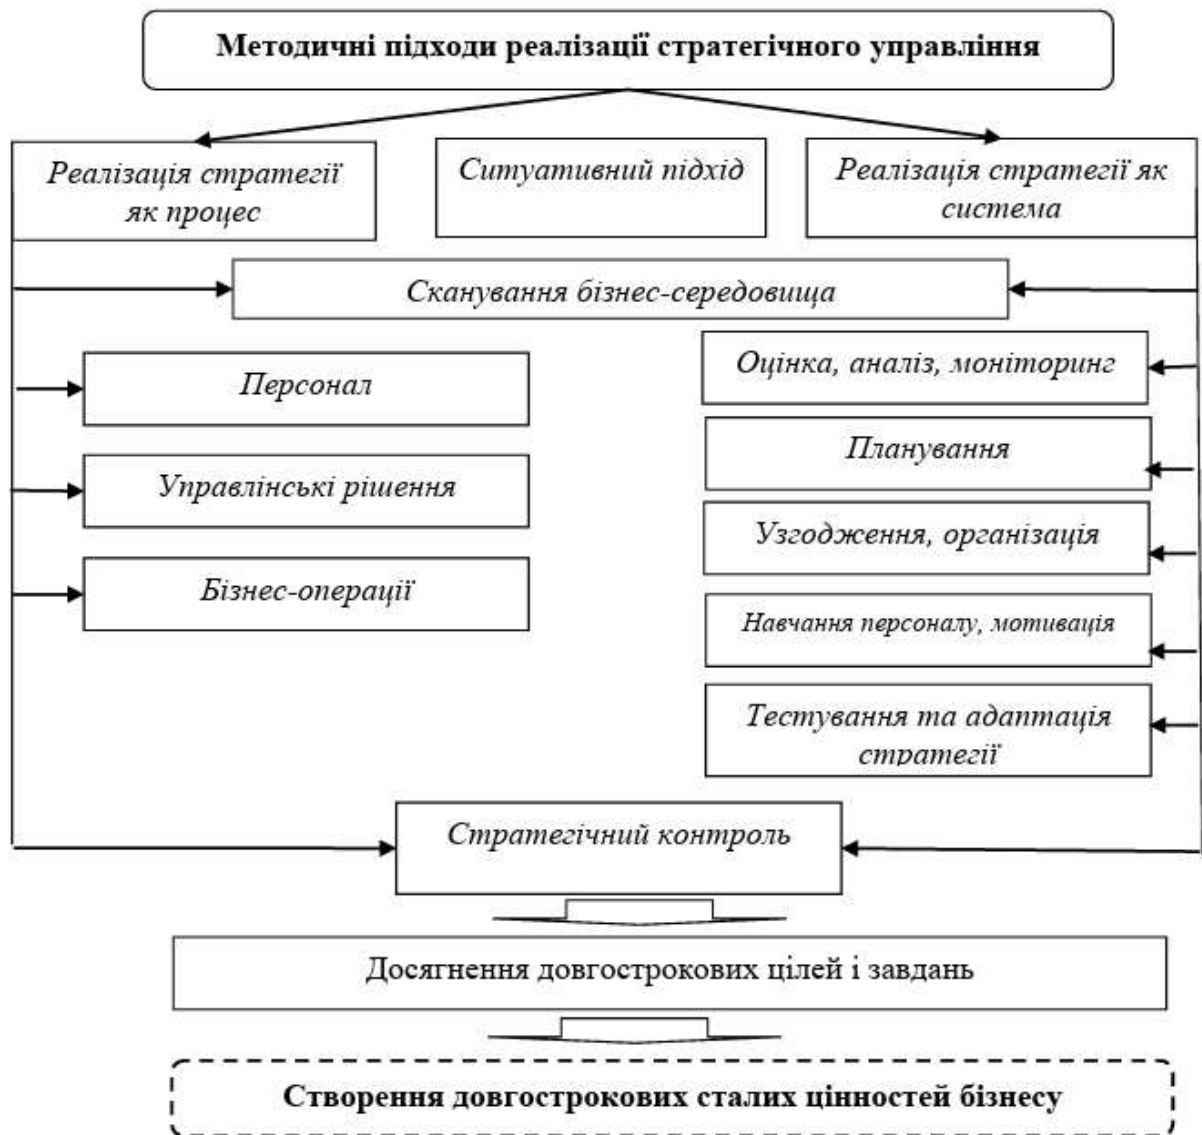 Методичні підходи реалізації стратегічного управління
Реалізація стратегії
як процес
Ситуативний підхід
Реалізація стратегії як
система
Сканування бізнес-середовища
Персонал
Управлінські рішення
Бізнес-операції
Оцінка, аналіз, моніторинг
Планування
Узгодження, організація
Навчання персоналу, мотивація
Тестування та адаптація
стратегії
Стратегічний контроль
Досягнення довгострокових цілей і завдань
Створення довгострокових сталих цінностей бізнесу